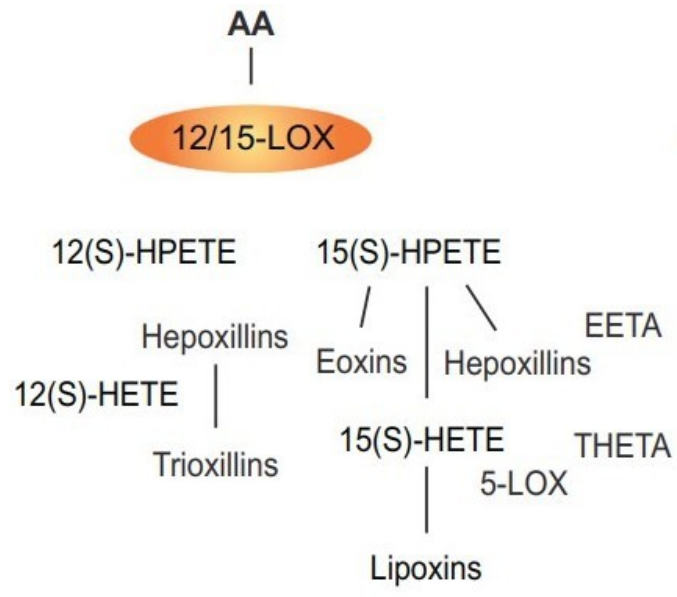 AA
12/15-LOX
12(S)-HPETE
15(S)-HPETE
Hepoxillins
EETA
Eoxins
Hepoxillins
12(S)-HETE
15(S)-HETE
THETA
Trioxillins
5-LOX
Lipoxins